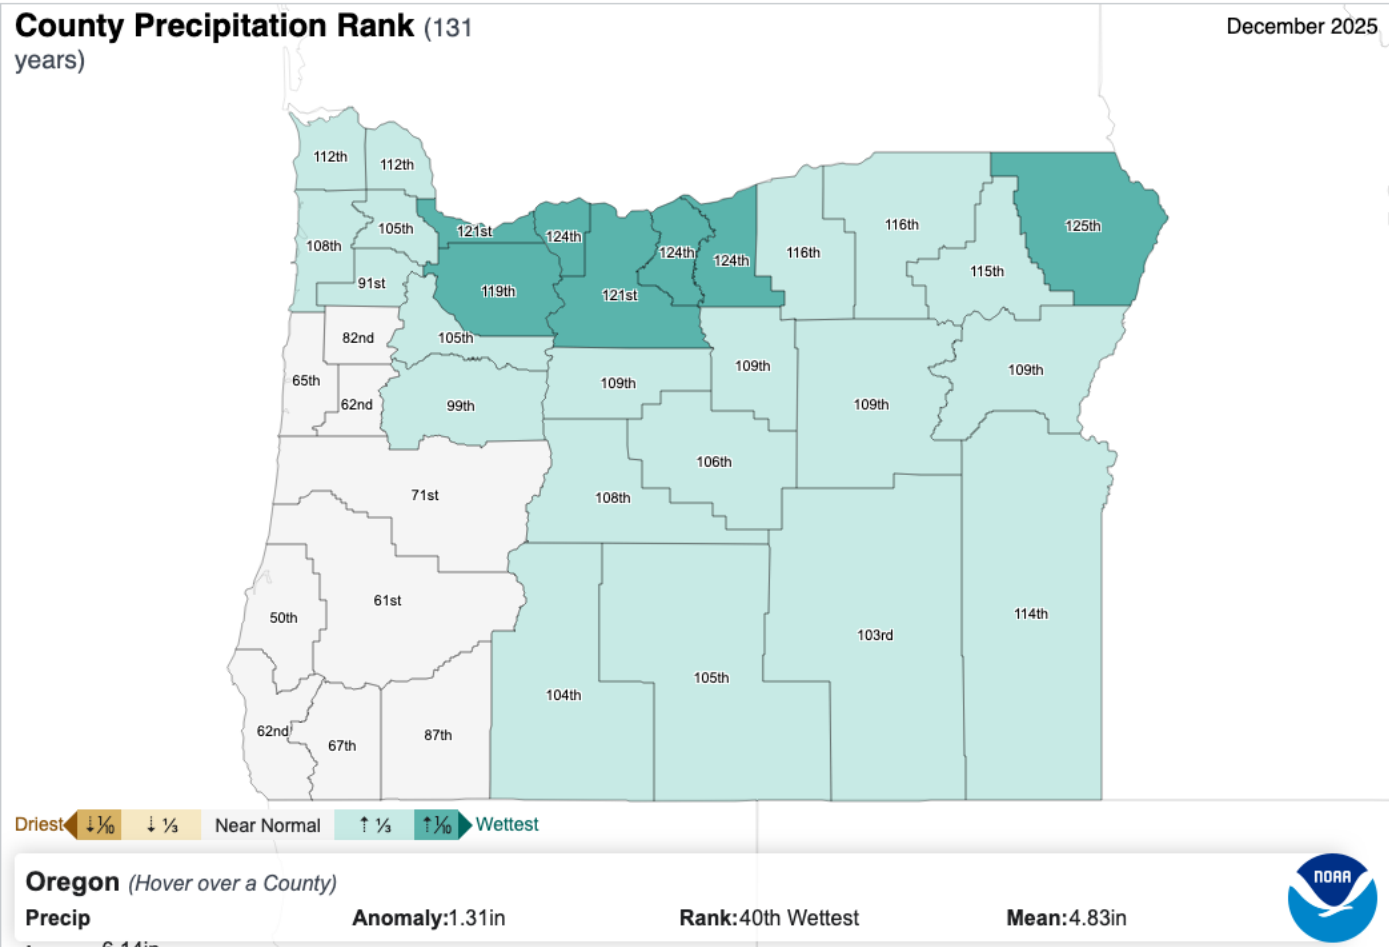 County Precipitation Rank (131
years)
December 2025
112th
112th
121st
124th
124th
124th
116th
116th
125th
108th
105th
91st
119th
121st
115th
82nd
105th
65th
62nd
99th
109th
109th
109th
109th
71st
108th
106th
61st
50th
104th
105th
103rd
114th
62nd
67th
87th
Driest
↓ 1/10
↓ ⅓
Near Normal
↑ ⅓
↑ 1/10
Wettest
Oregon (Hover over a County)
Precip
Anomaly:1.31in
Rank:40th Wettest
Mean:4.83in
NOAA